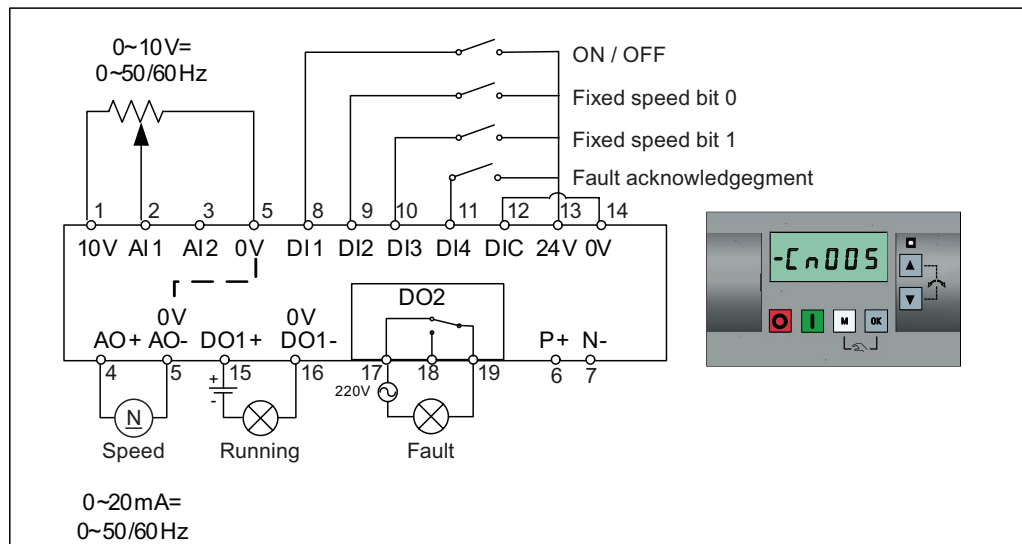 0~10V=
0~50/60Hz
ON / OFF
Fixed speed bit 0
Fixed speed bit 1
Fault acknowledgegment
1 2 3 5 8 9 10 11 12 13 14
10V AI1 AI2 0V DI1 DI2 DI3 DI4 DIC 24V 0V
-Cn005
M OK
DO2
0V 0V
AO+ AO- DO1+ DO1- P+ N-
4 5 15 16 17 18 19 6 7
+
-
220V
N
Speed Running Fault
0~20mA=
0~50/60Hz